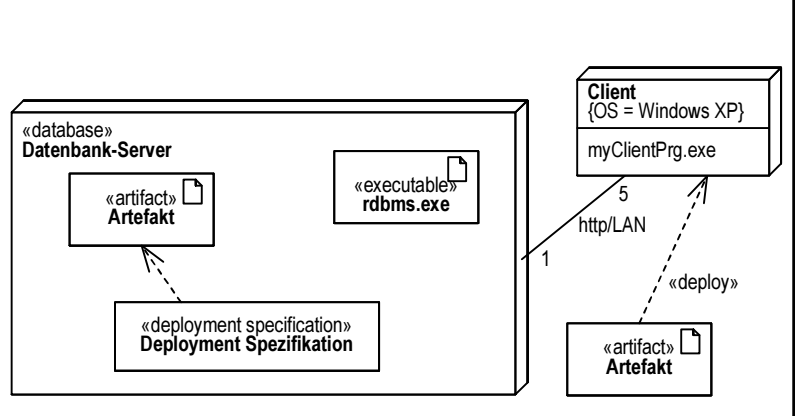 «database»
Datenbank-Server
«artifact»
Artefakt
«executable»
rdbms.exe
«deployment specification»
Deployment Spezifikation
Client
{OS = Windows XP}
myClientPrg.exe
5
http/LAN
1
«deploy»
«artifact»
Artefakt